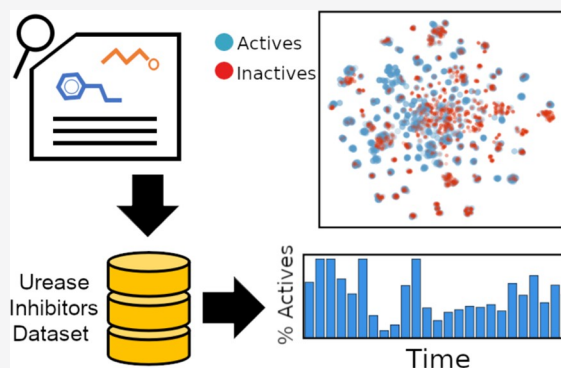 Actives
Inactives
Urease
Inhibitors
Dataset
% Actives
Time